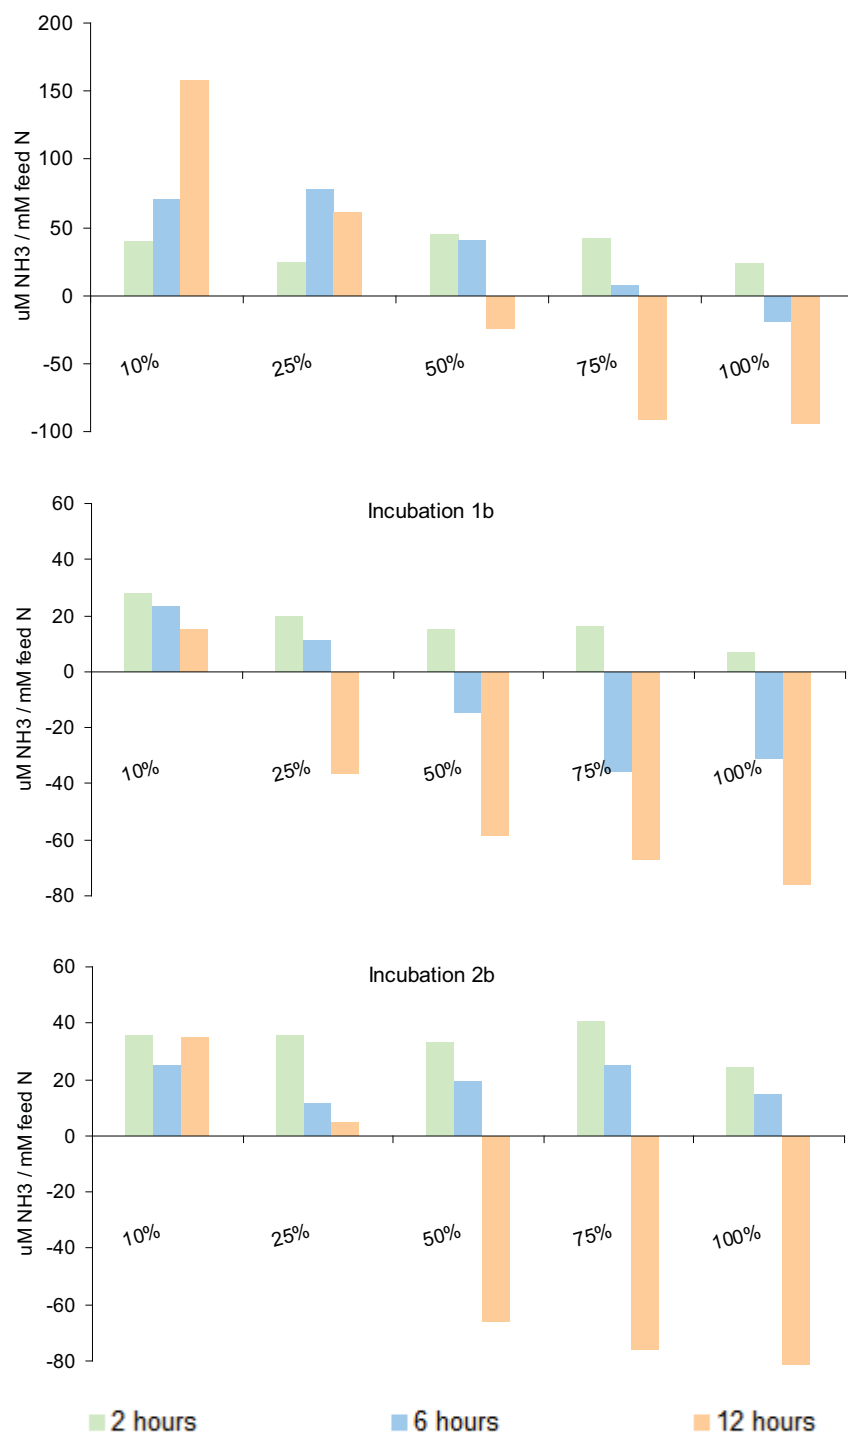 200
150
100
50
0
-50
-100
uM NH3 / mM feed N
10% 25% 50% 75% 100%
Incubation 1b
60
40
20
0
-20
-40
-60
-80
uM NH3 / mM feed N
10% 25% 50% 75% 100%
Incubation 2b
60
40
20
0
-20
-40
-60
-80
uM NH3 / mM feed N
10% 25% 50% 75% 100%
2 hours 6 hours 12 hours